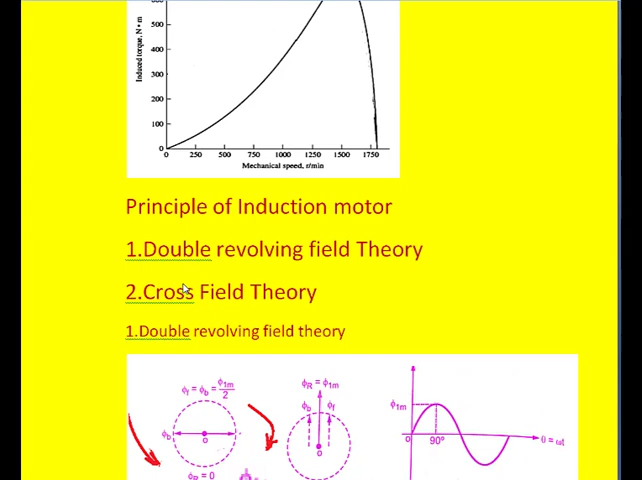 600
500
400
300
200
100
0
Induced torque, N • m
0 250 500 750 1000 1250 1500 1750
Mechanical speed, r/min
Principle of Induction motor
1.Double revolving field Theory
2.Cross Field Theory
1.Double revolving field theory
ϕf = ϕb = ϕ1m/2
ϕb
o
ϕR = 0
ϕR = ϕ1m
ϕb ϕf
o
ϕ1m
o 90° θ = ωt